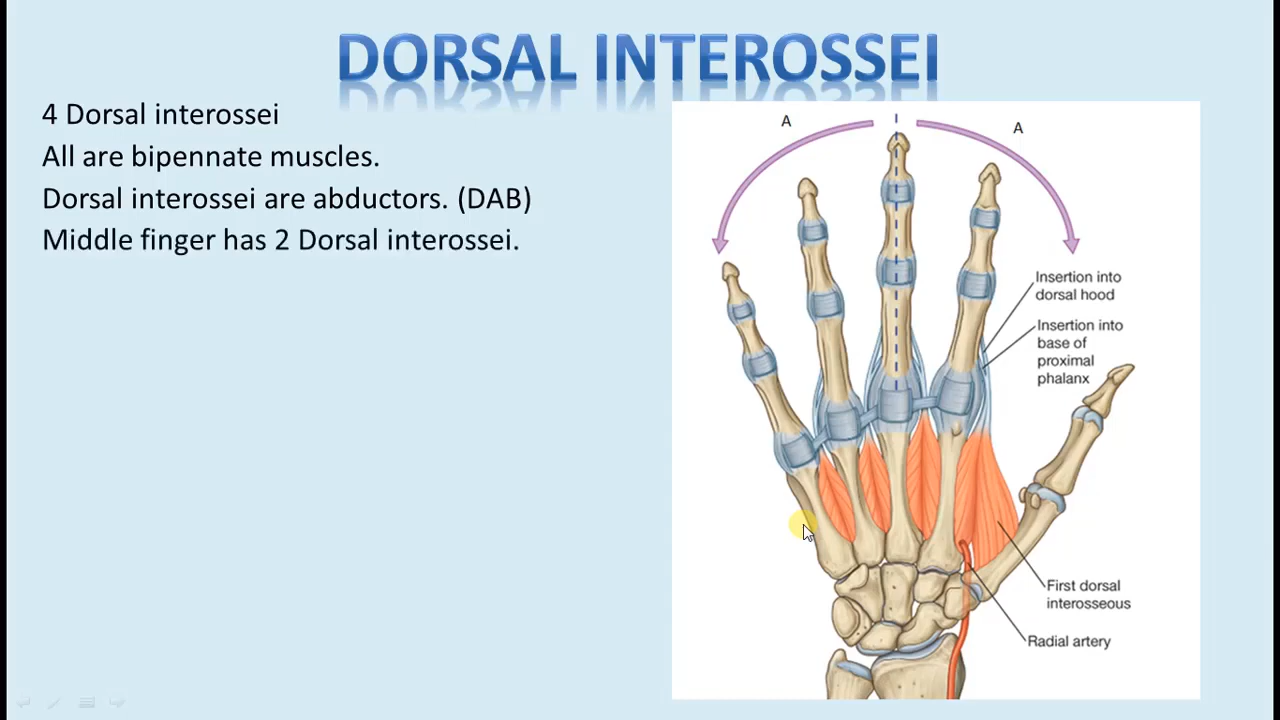 DORSAL INTEROSSEI
4 Dorsal interossei
All are bipennate muscles.
Dorsal interossei are abductors. (DAB)
Middle finger has 2 Dorsal interossei.
A
A
Insertion into
dorsal hood
Insertion into
base of
proximal
phalanx
First dorsal
interosseous
Radial artery